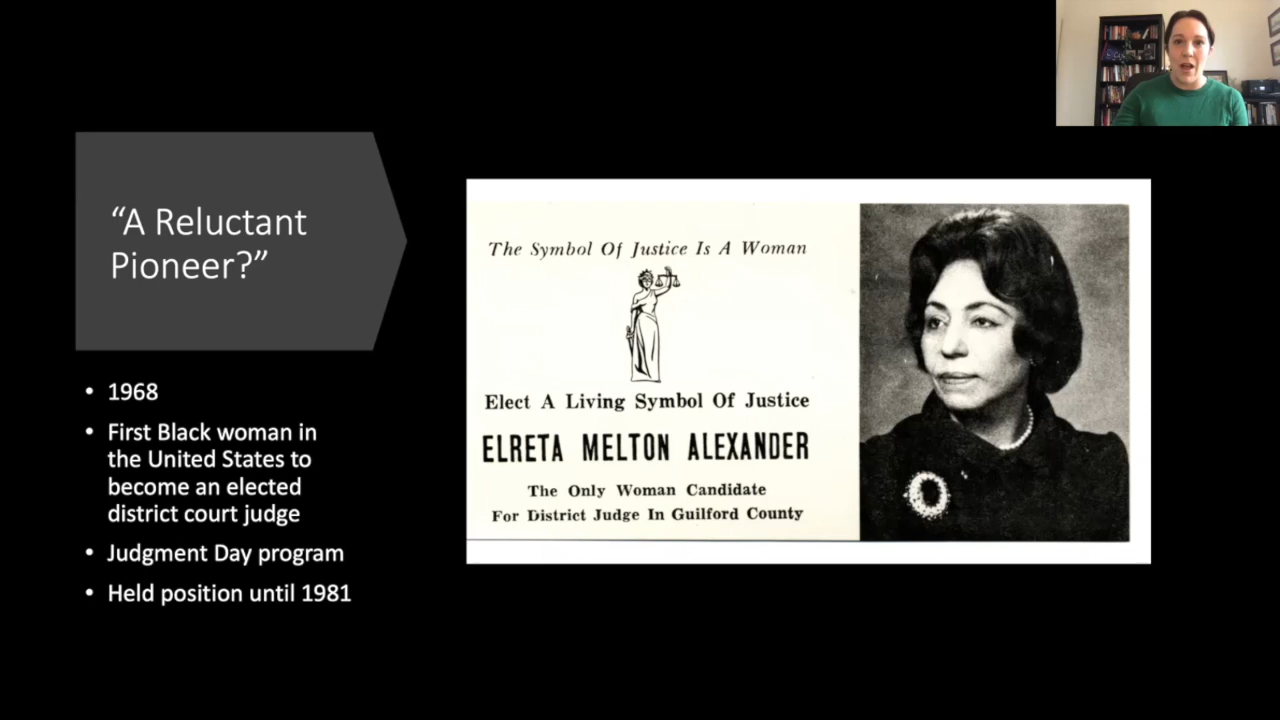 “A Reluctant
Pioneer?”
• 1968
• First Black woman in
the United States to
become an elected
district court judge
• Judgment Day program
• Held position until 1981
The Symbol Of Justice Is A Woman
Elect A Living Symbol Of Justice
ELRETA MELTON ALEXANDER
The Only Woman Candidate
For District Judge In Guilford County